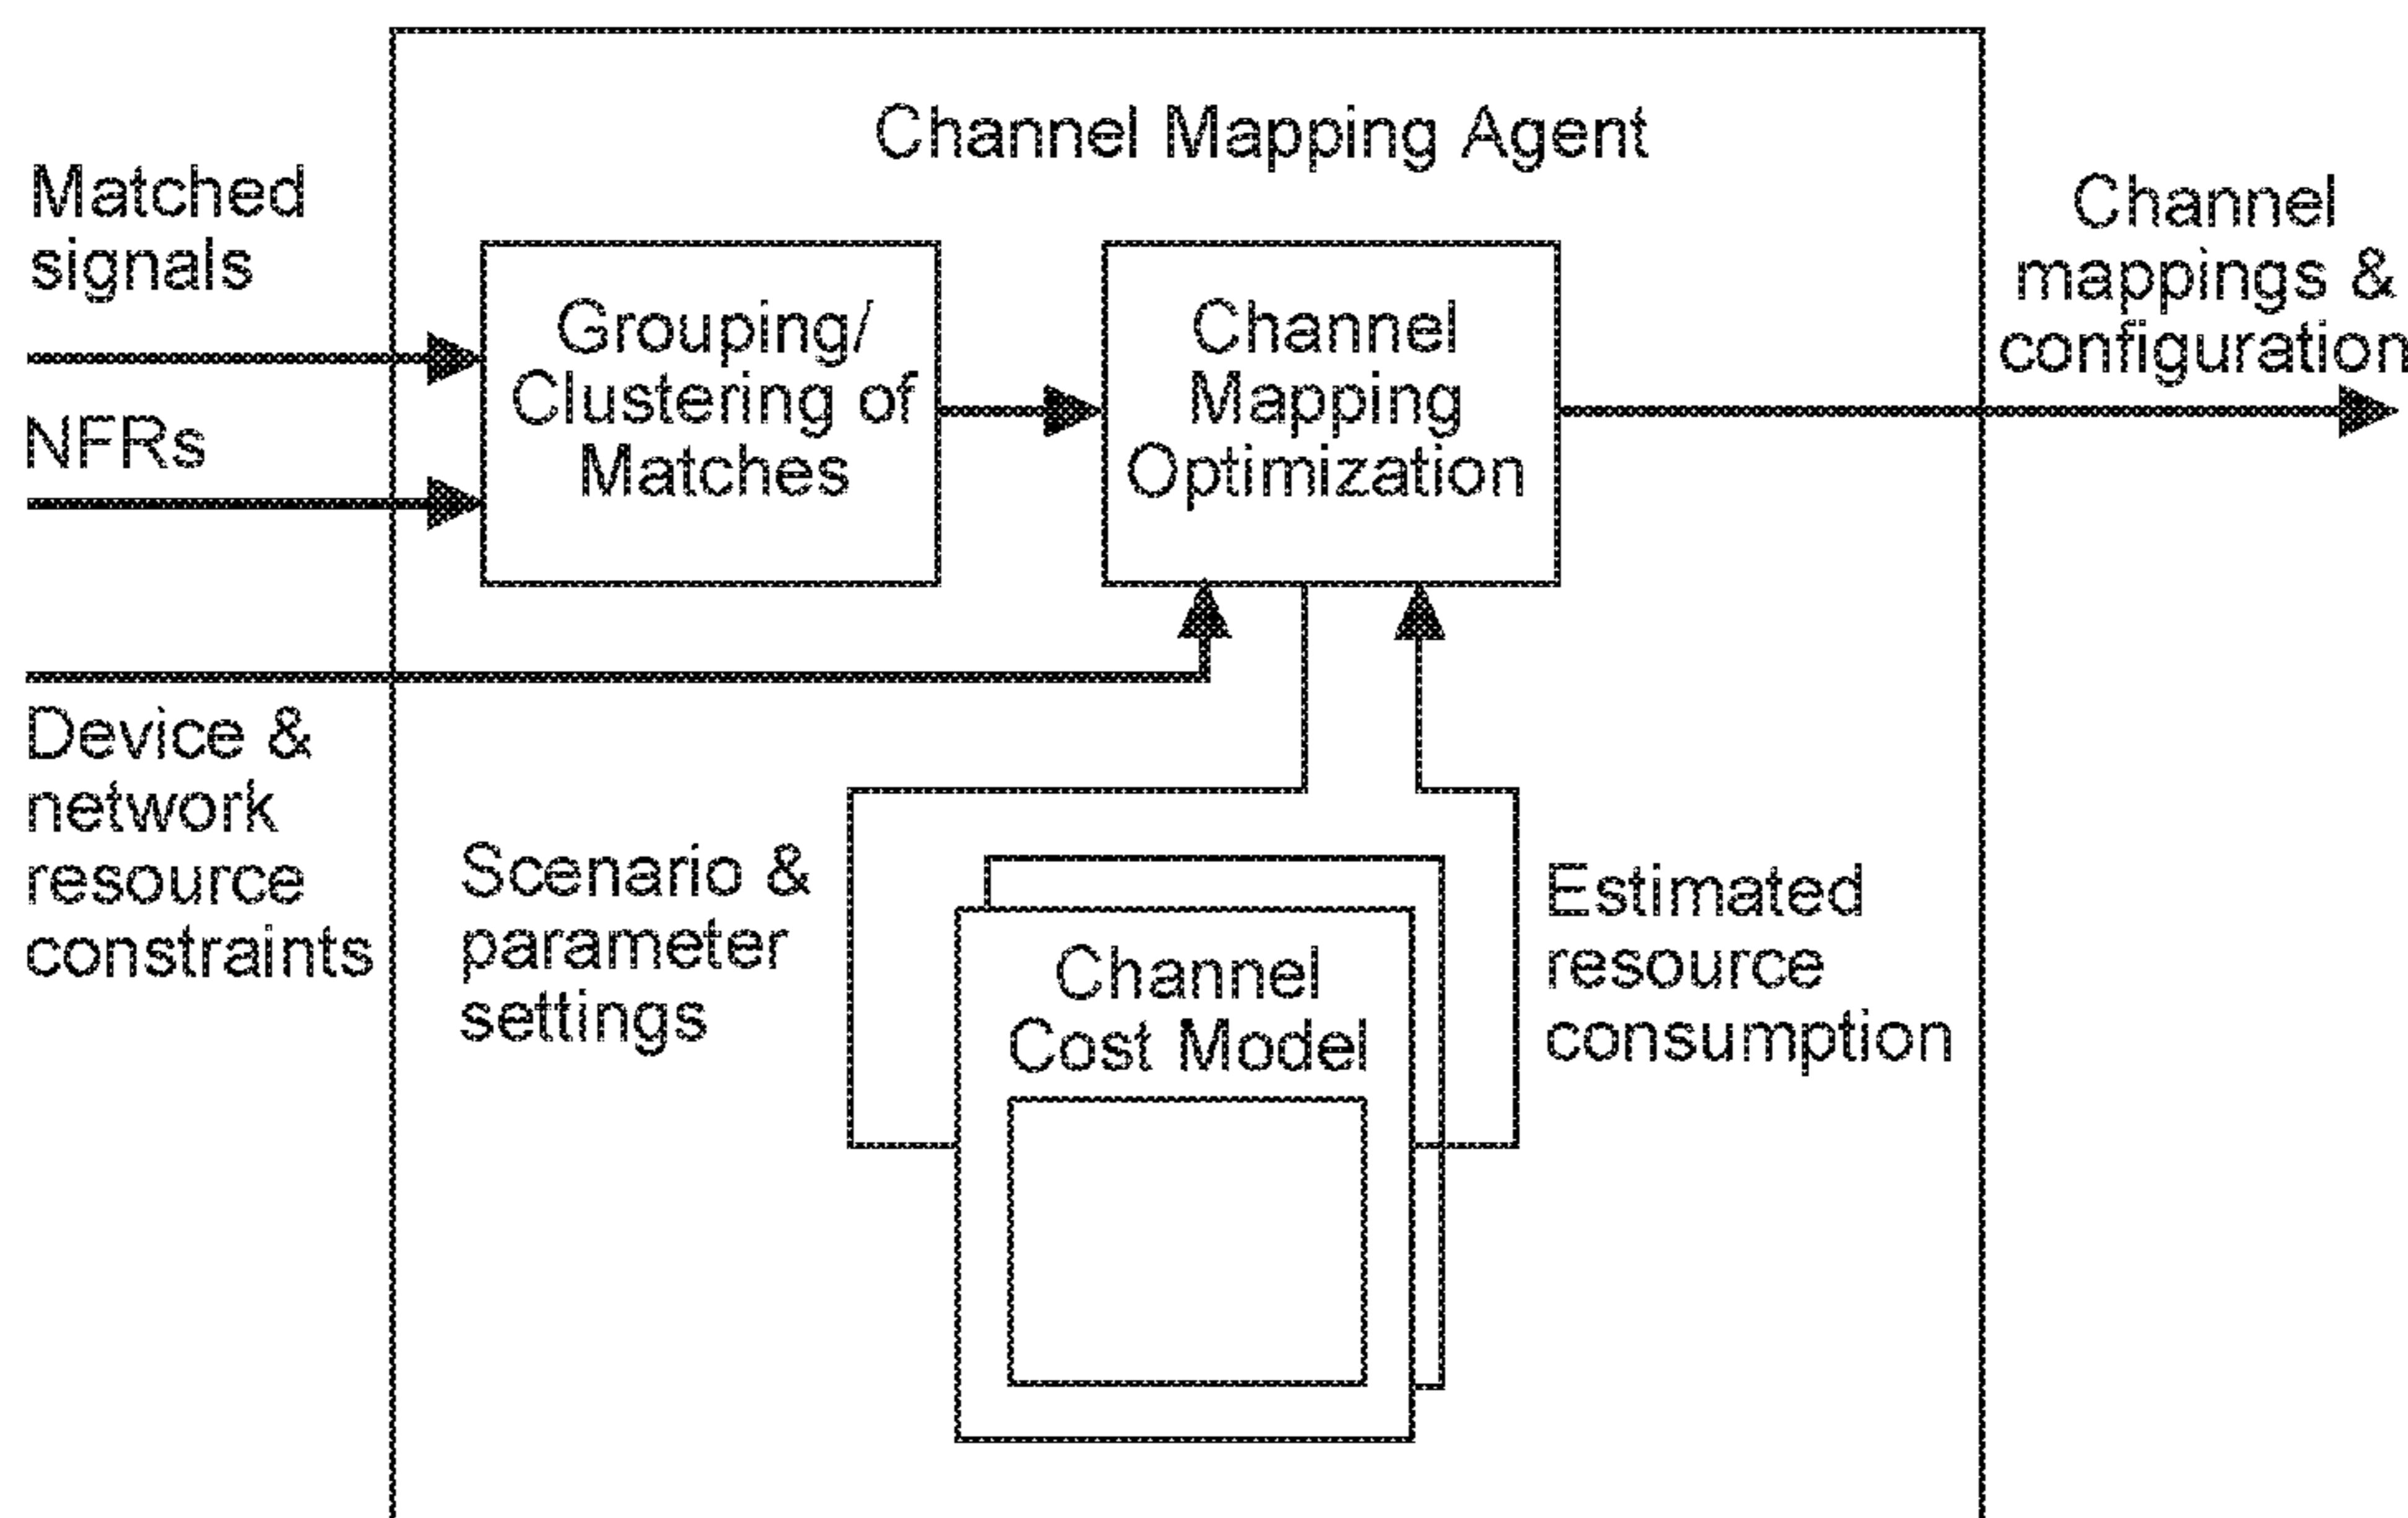 Channel Mapping Agent
Matched
signals
NFRs
Device &
network
resource
constraints
Grouping/
Clustering of
Matches
Channel
Mapping
Optimization
Channel
mappings &
configuration
Scenario &
parameter
settings
Channel
Cost Model
Estimated
resource
consumption